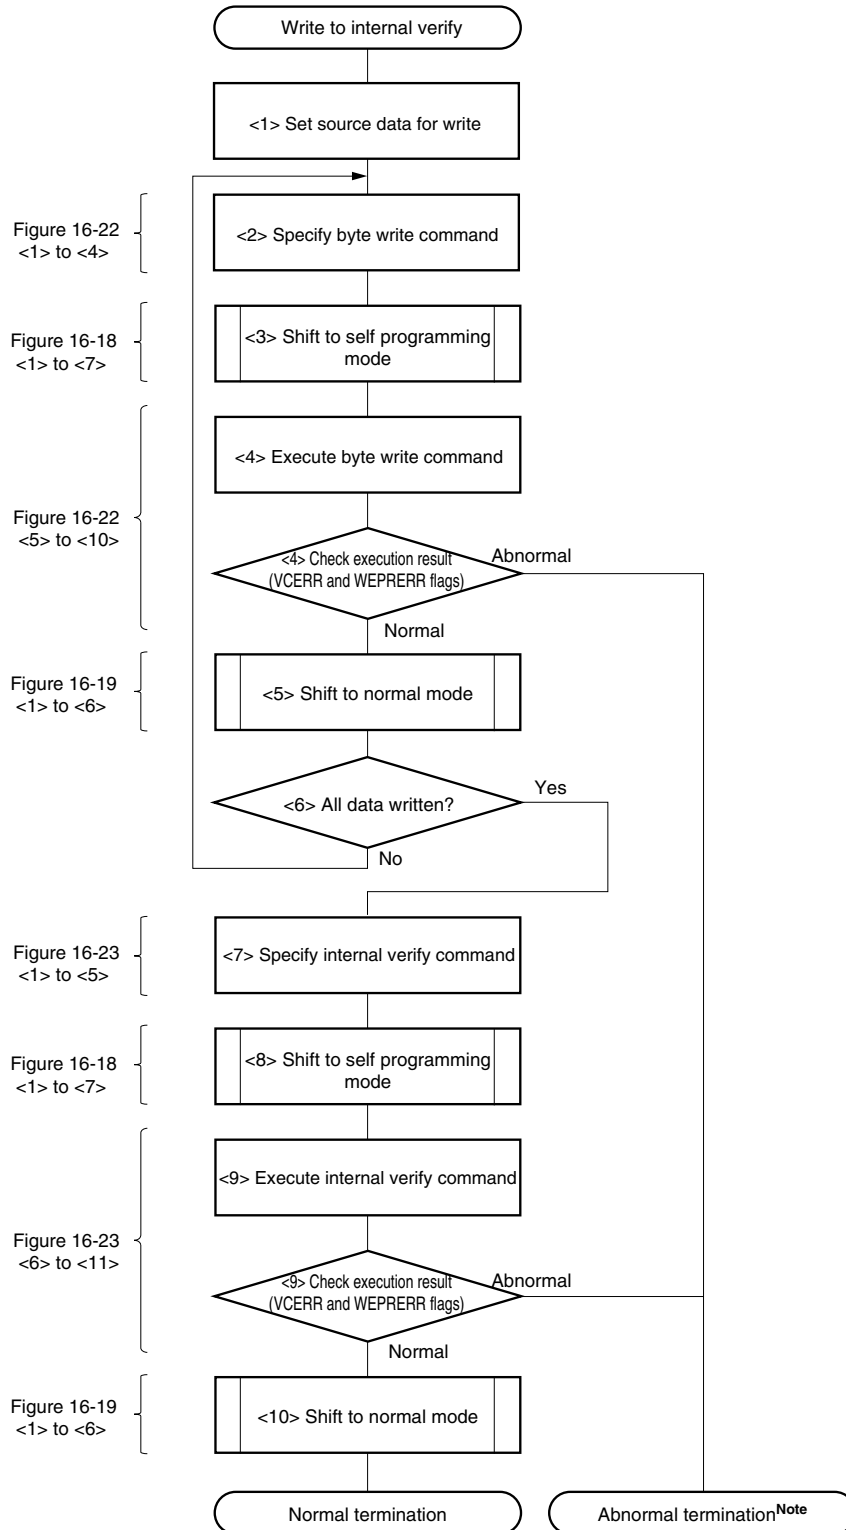 Write to internal verify
<1> Set source data for write
Figure 16-22
<1> to <4>
<2> Specify byte write command
Figure 16-18
<1> to <7>
<3> Shift to self programming
mode
<4> Execute byte write command
Figure 16-22
<5> to <10>
<4> Check execution result
(VCERR and WEPRERR flags)
Abnormal
Normal
Figure 16-19
<1> to <6>
<5> Shift to normal mode
<6> All data written?
Yes
No
Figure 16-23
<1> to <5>
<7> Specify internal verify command
Figure 16-18
<1> to <7>
<8> Shift to self programming
mode
<9> Execute internal verify command
Figure 16-23
<6> to <11>
<9> Check execution result
(VCERR and WEPRERR flags)
Abnormal
Normal
Figure 16-19
<1> to <6>
<10> Shift to normal mode
Normal termination
Abnormal termination Note